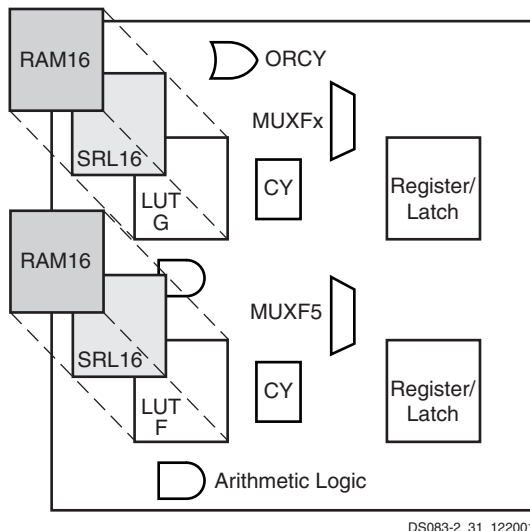 RAM16
ORCY
SRL16
MUXFx
LUT
G
CY
Register/
Latch
RAM16
SRL16
MUXF5
LUT
F
CY
Register/
Latch
Arithmetic Logic
DS083-2_31_122001